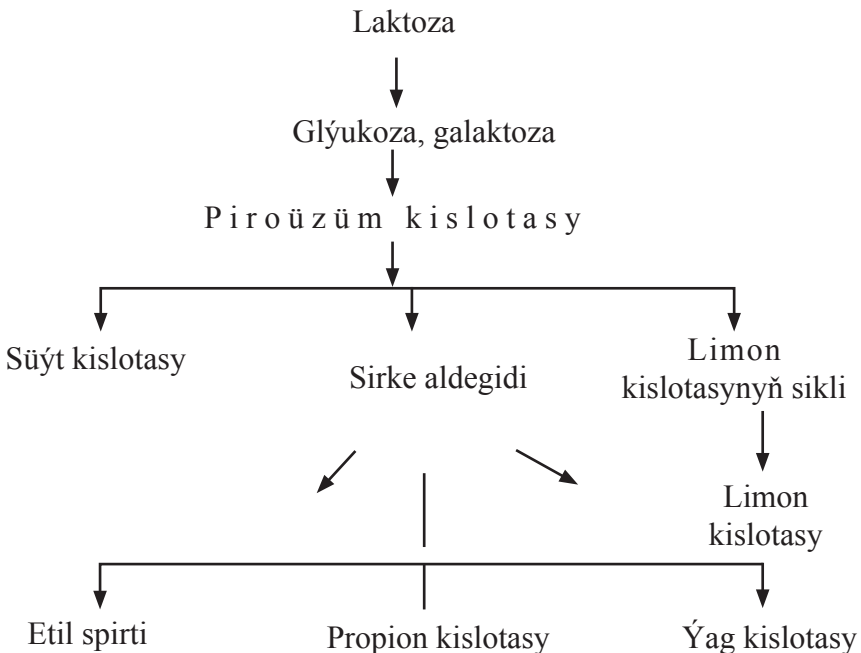 Laktoza
Glýukoza, galaktoza
Piroüzüm kislotasy
Süýt kislotasy
Sirke aldegidi
Limon
kislotasynyň sikli
Limon
kislotasy
Etil spirti
Propion kislotasy
Ýag kislotasy